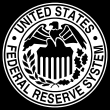 UNITED STATES
FEDERAL RESERVE SYSTEM